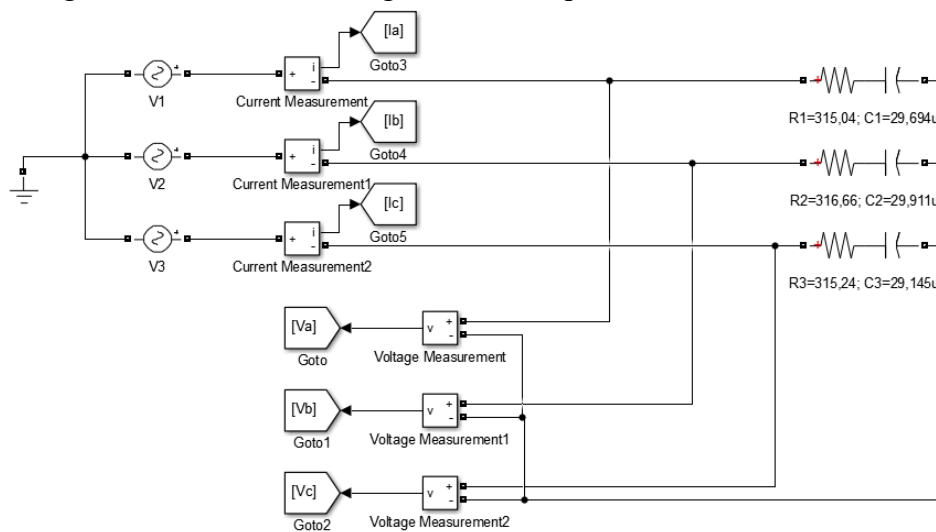 [Ia]
Goto3
i
+
-
V1
Current Measurement
R1=315,04; C1=29,694u
[Ib]
Goto4
i
+
-
V2
Current Measurement1
R2=316,66; C2=29,911u
[Ic]
Goto5
i
+
-
V3
Current Measurement2
R3=315,24; C3=29,145u
[Va]
v
+
-
Goto
Voltage Measurement
[Vb]
v
+
-
Goto1
Voltage Measurement1
[Vc]
v
+
-
Goto2
Voltage Measurement2